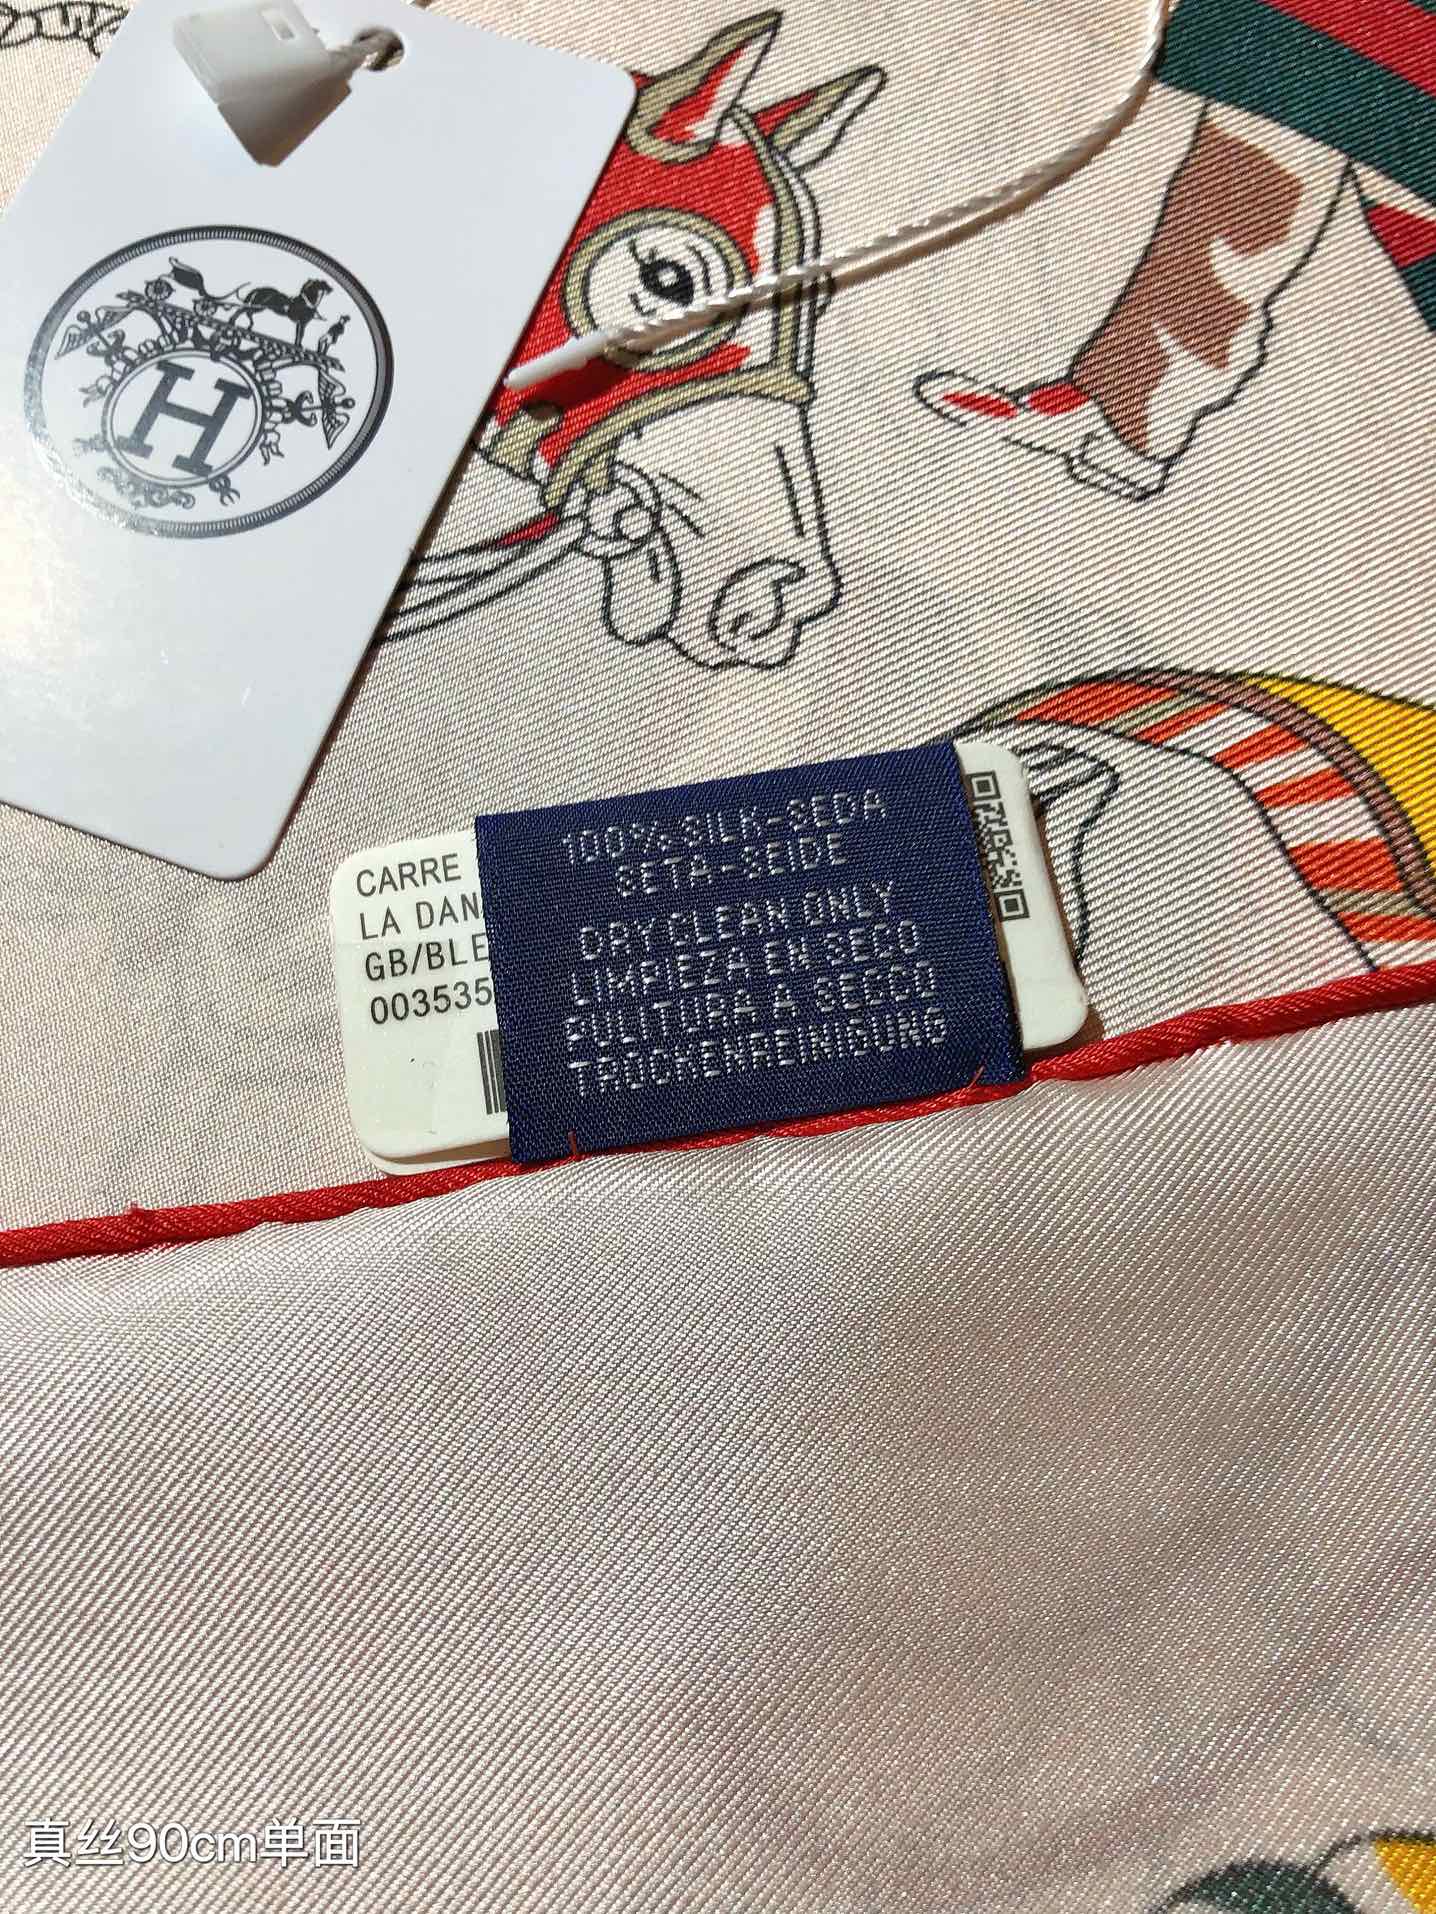 H
CARRE
LA DAN
GB/BLE
003535
100% SILK-SEDA
SETA-SEIDE
DRY CLEAN ONLY
LIMPIEZA EN SECO
PULITURA A SECCO
TROCKENREINIGUNG
真丝90cm单面